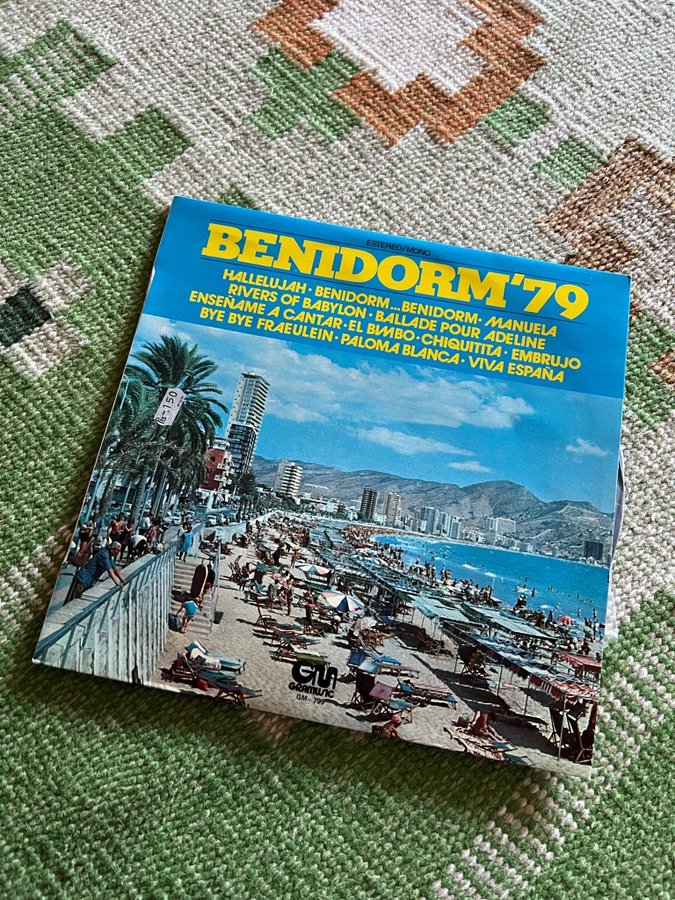 ESTEREO/MONO
BENIDORM'79
HALLELUJAH · BENIDORM... BENIDORM · MANUELA
RIVERS OF BABYLON · BALLADE POUR ADELINE
ENSEÑAME A CANTAR · EL BIMBO · CHIQUITITA · EMBRUJO
BYE BYE FRAEULEIN · PALOMA BLANCA · VIVA ESPAÑA
150
GM
GRAMUSIC
GM - 799